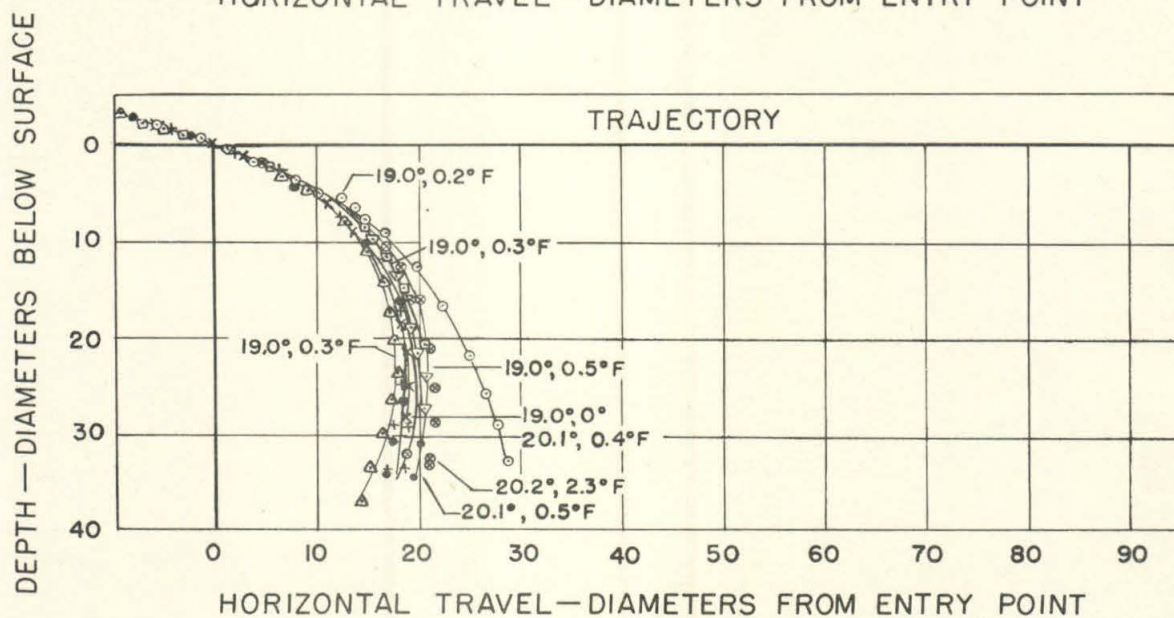 HORIZONTAL TRAVEL—DIAMETERS FROM ENTRY POINT
DEPTH—DIAMETERS BELOW SURFACE
TRAJECTORY
0
10
20
30
40
19.0°, 0.2° F
19.0°, 0.3° F
19.0°, 0.3° F
19.0°, 0.5° F
19.0°, 0°
20.1°, 0.4° F
20.2°, 2.3° F
20.1°, 0.5° F
0 10 20 30 40 50 60 70 80 90
HORIZONTAL TRAVEL—DIAMETERS FROM ENTRY POINT